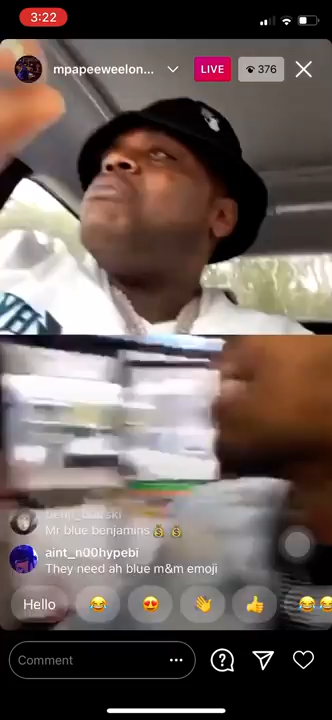 3:22
mpapeeweelon...
LIVE
376
Mr blue benjamins💰💰
aint_n00hypebi
They need ah blue m&m emoji
Hello
Comment